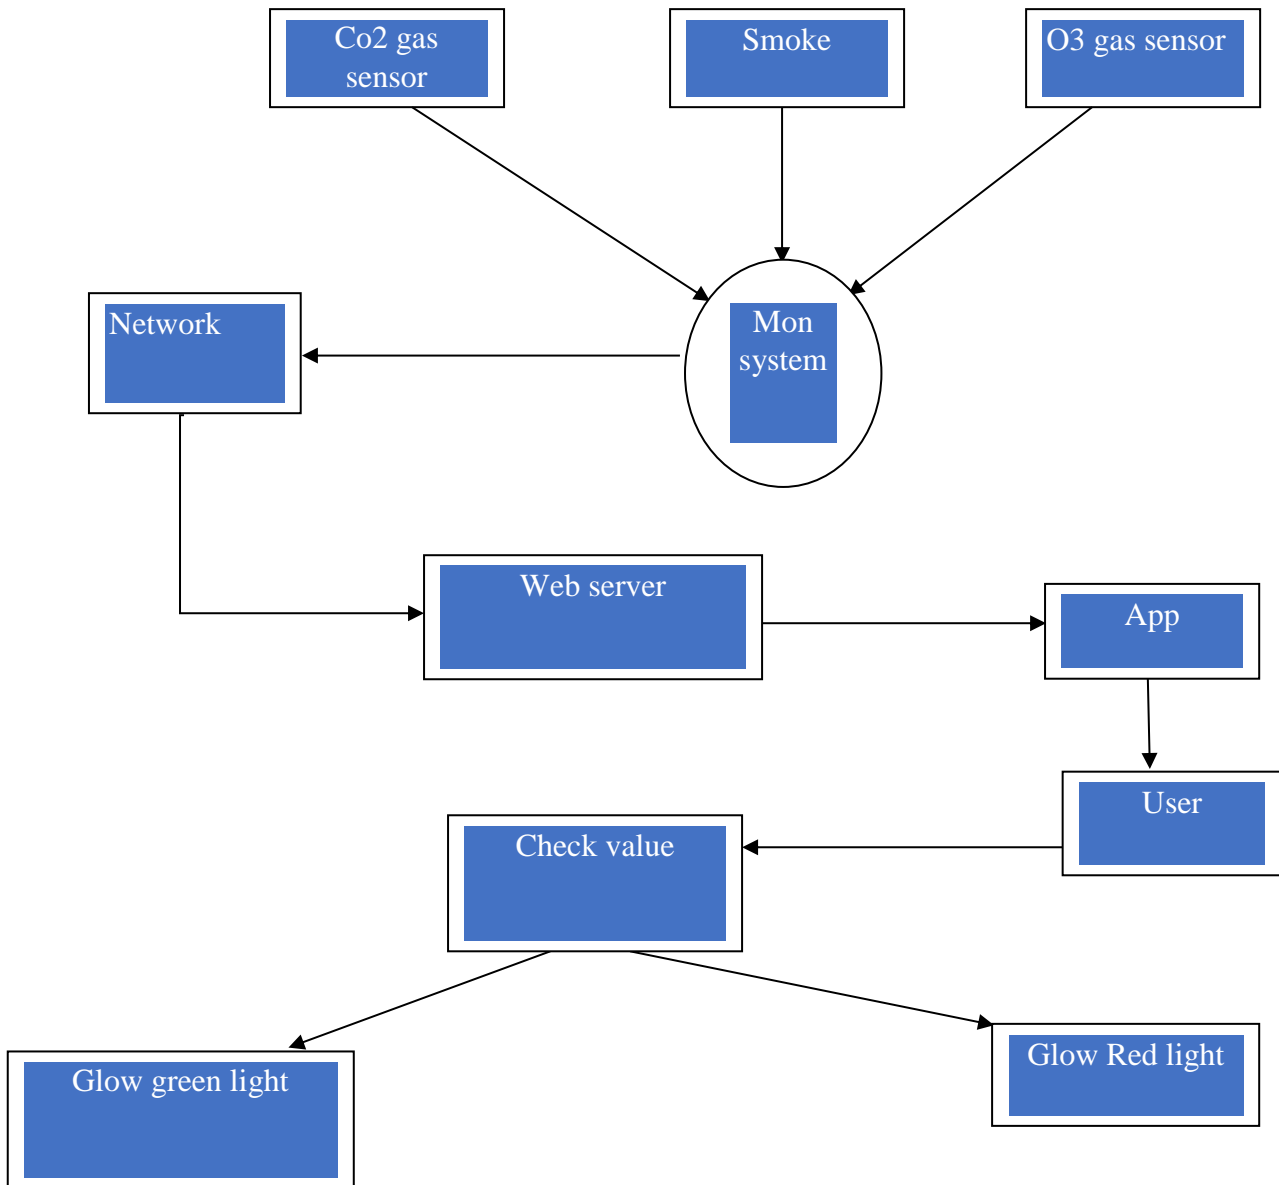 Co2 gas
sensor
Smoke
O3 gas sensor
Mon
system
Network
Web server
App
User
Check value
Glow green light
Glow Red light